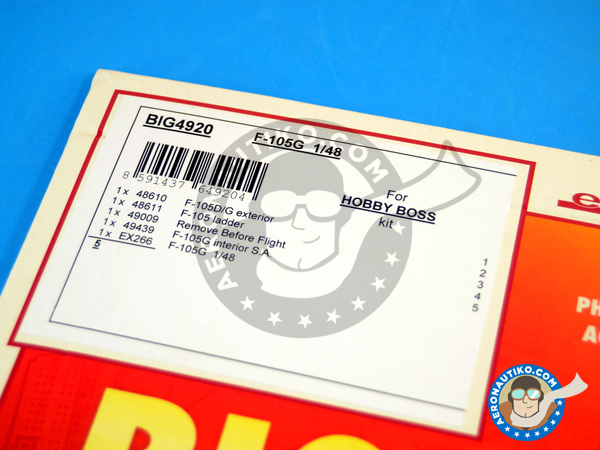 BIG4920 F-105G 1/48
8 591437 649204
For
HOBBY BOSS
kit
1x 48610 F-105D/G exterior
1x 48611 F-105 ladder
1x 49009 Remove Before Flight
1x 49439 F-105G interior S.A.
1x EX266 F-105G 1/48
5
1
2
3
4
5
AERONAUTIKO.COM
AERONAUTIKO.COM